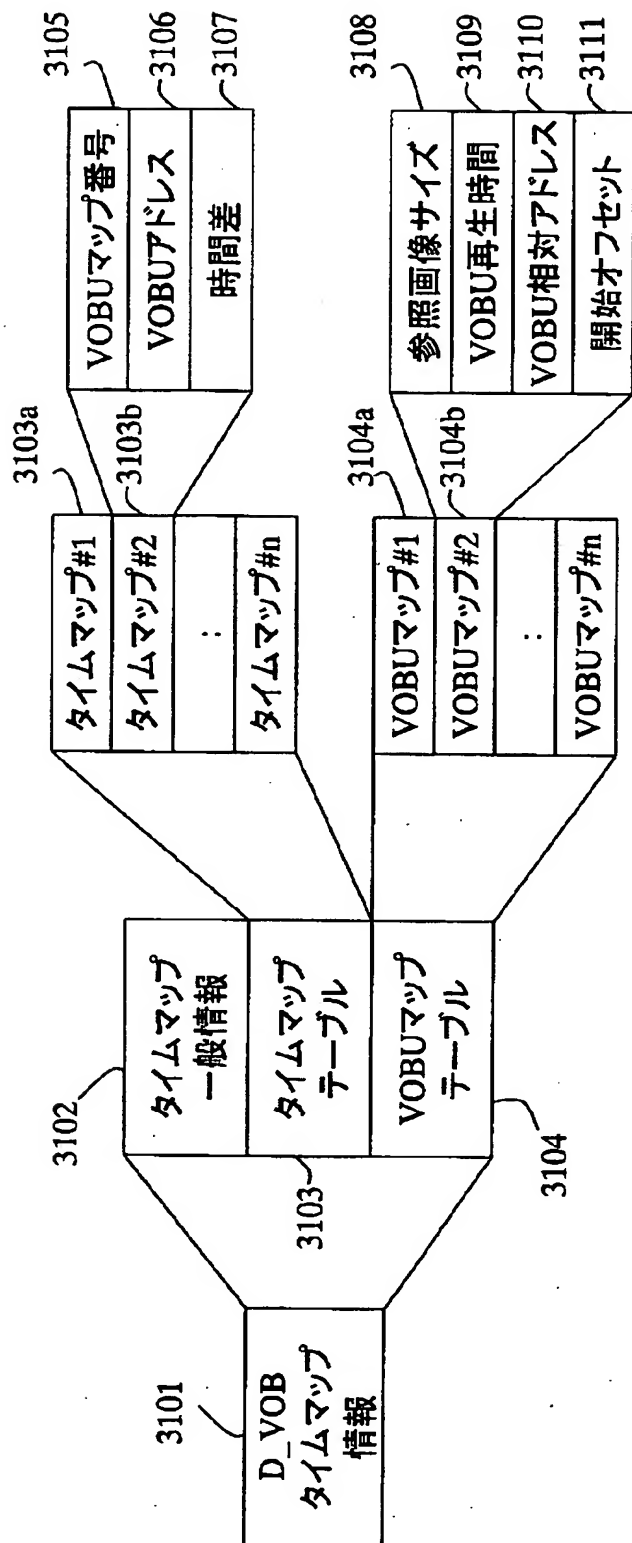 3101
D_VOB
タイムマップ
情報
3102
タイムマップ
一般情報
タイムマップ
テーブル
3103
VOBUマップ
テーブル
3104
3103a
タイムマップ#1
3103b
タイムマップ#2
:
タイムマップ#n
3104a
VOBUマップ#1
3104b
VOBUマップ#2
:
VOBUマップ#n
3105
VOBUマップ番号
3106
VOBUアドレス
3107
時間差
3108
参照画像サイズ
3109
VOBU再生時間
3110
VOBU相対アドレス
3111
開始オフセット